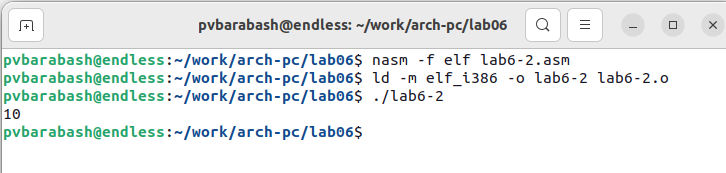 pvbarabash@endless: ~/work/arch-pc/lab06
pvbarabash@endless:~/work/arch-pc/lab06$ nasm -f elf lab6-2.asm
pvbarabash@endless:~/work/arch-pc/lab06$ ld -m elf_i386 -o lab6-2 lab6-2.o
pvbarabash@endless:~/work/arch-pc/lab06$ ./lab6-2
10
pvbarabash@endless:~/work/arch-pc/lab06$